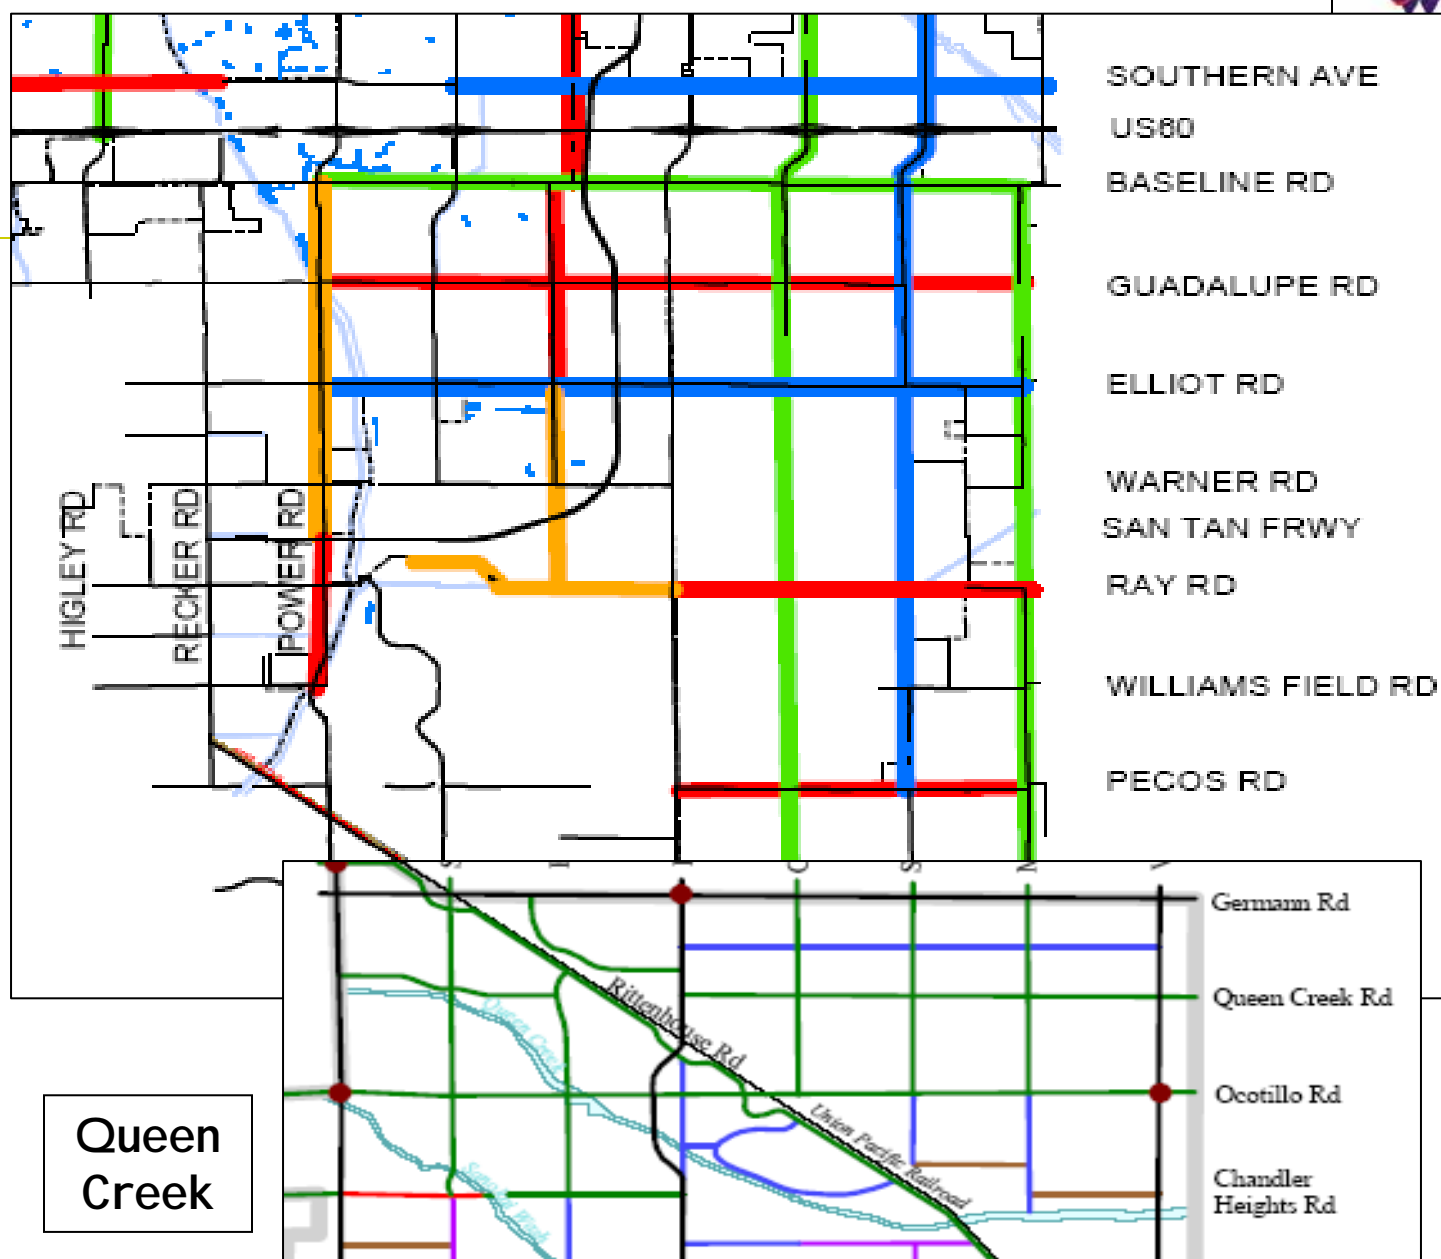 SOUTHERN AVE
US60
BASELINE RD
GUADALUPE RD
ELLIOT RD
WARNER RD
SAN TAN FRWY
RAY RD
WILLIAMS FIELD RD
PECOS RD
HIGLEY RD
RECKER RD
POWER RD
Germann Rd
Queen Creek Rd
Ocotillo Rd
Chandler
Heights Rd
Rittenhouse Rd
Union Pacific Railroad
Queen Creek
Queen
Creek